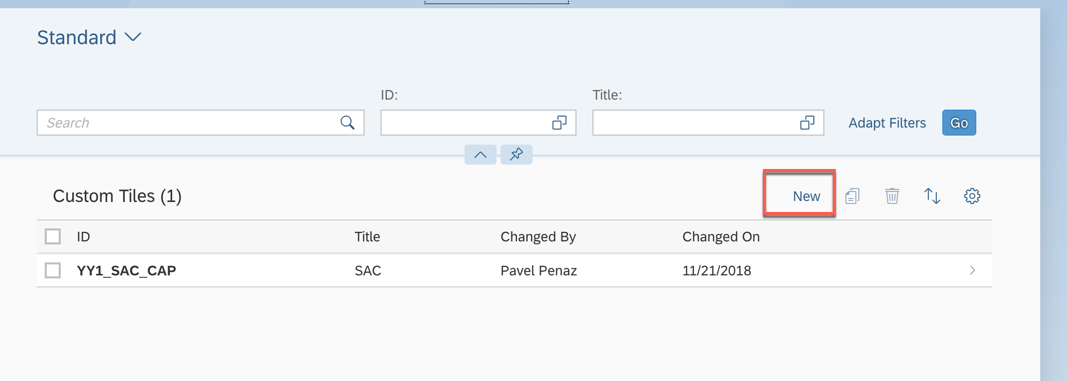 Standard
ID: Title:
Search Adapt Filters Go
Custom Tiles (1) New
ID Title Changed By Changed On
YY1_SAC_CAP SAC Pavel Penaz 11/21/2018